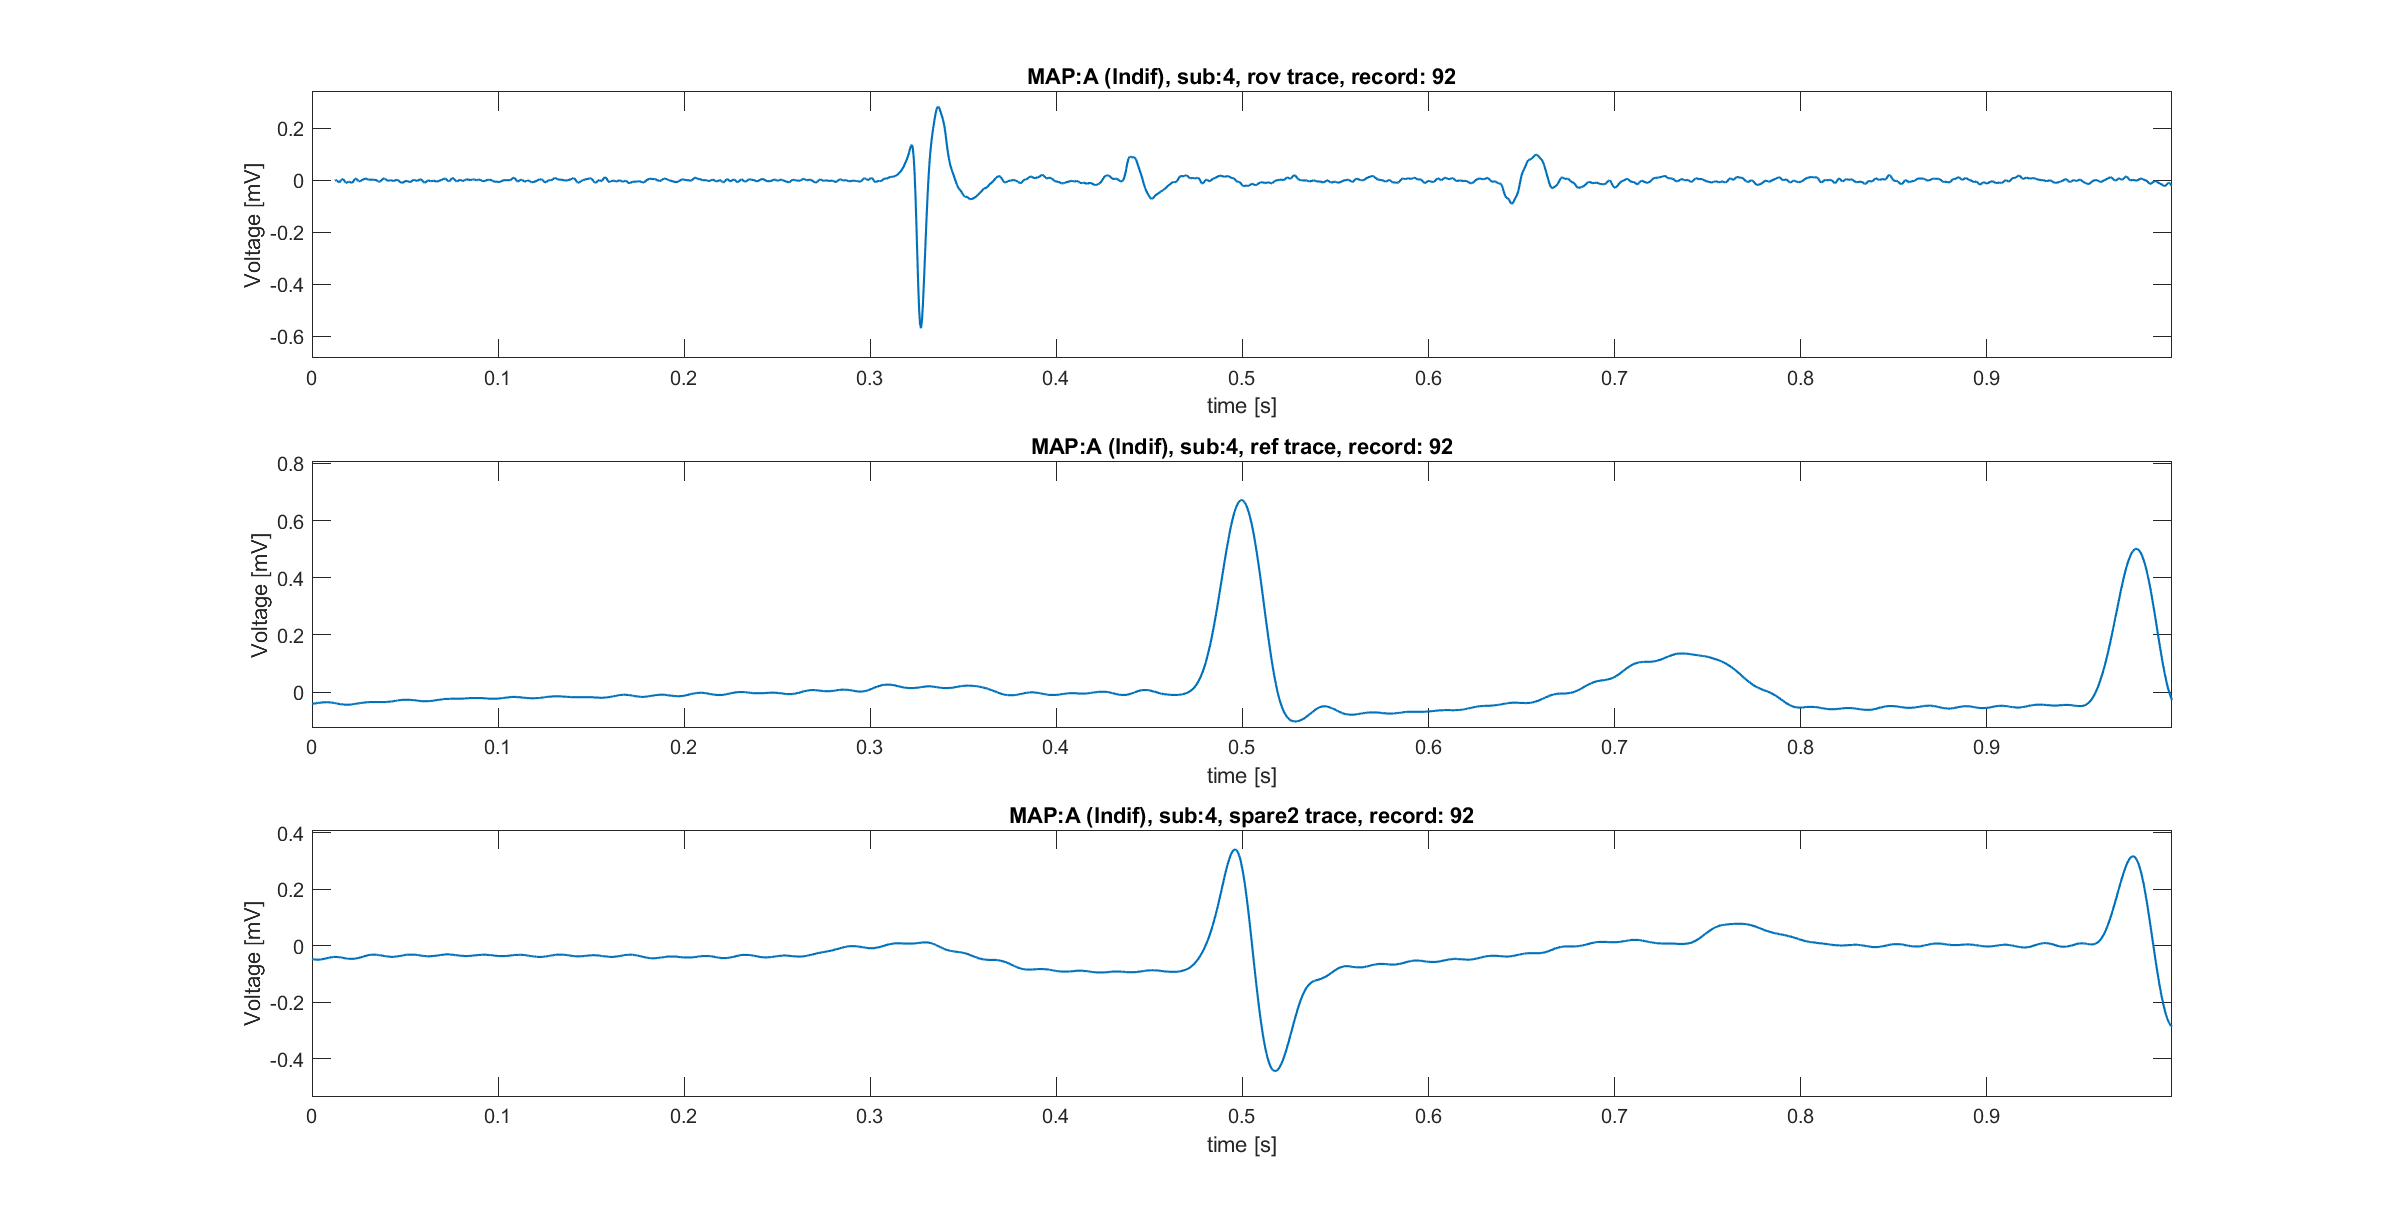 MAP:A (Indif), sub:4, rov trace, record: 92
Voltage [mV]
0.2
0
-0.2
-0.4
-0.6
0 0.1 0.2 0.3 0.4 0.5 0.6 0.7 0.8 0.9
time [s]
MAP:A (Indif), sub:4, ref trace, record: 92
Voltage [mV]
0.8
0.6
0.4
0.2
0
0 0.1 0.2 0.3 0.4 0.5 0.6 0.7 0.8 0.9
time [s]
MAP:A (Indif), sub:4, spare2 trace, record: 92
Voltage [mV]
0.4
0.2
0
-0.2
-0.4
0 0.1 0.2 0.3 0.4 0.5 0.6 0.7 0.8 0.9
time [s]